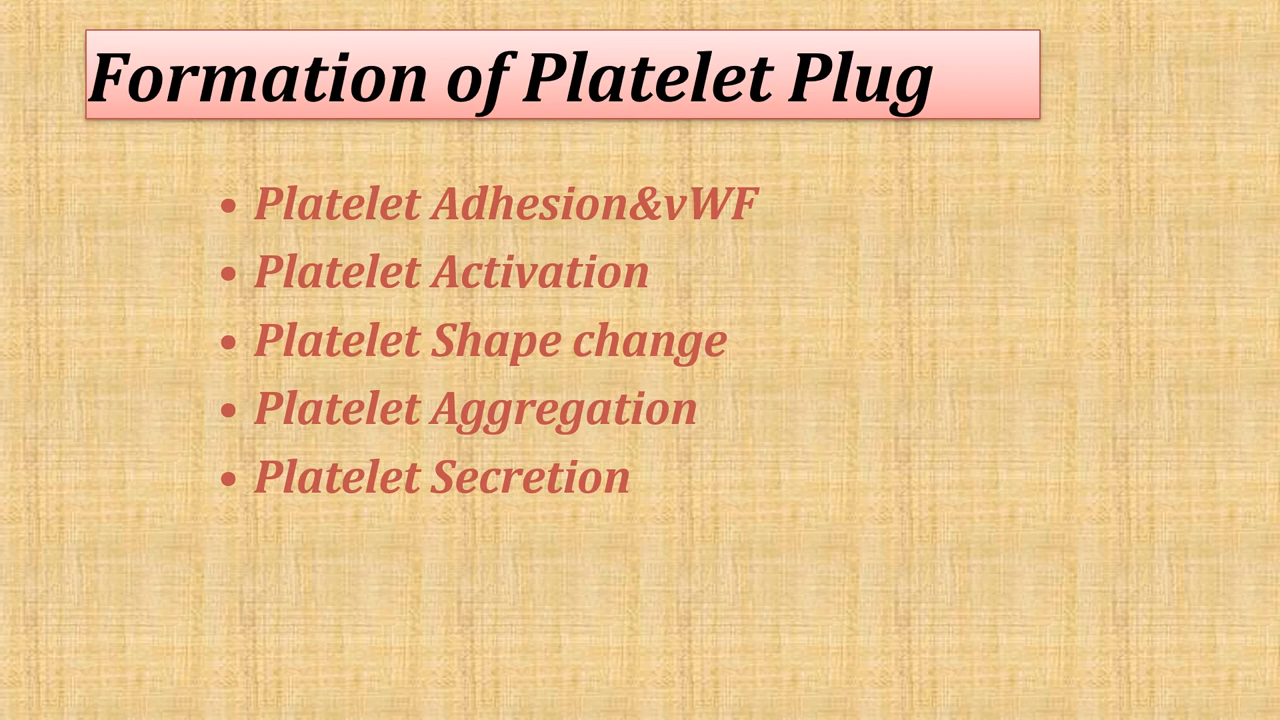 Formation of Platelet Plug
• Platelet Adhesion&vWF
• Platelet Activation
• Platelet Shape change
• Platelet Aggregation
• Platelet Secretion